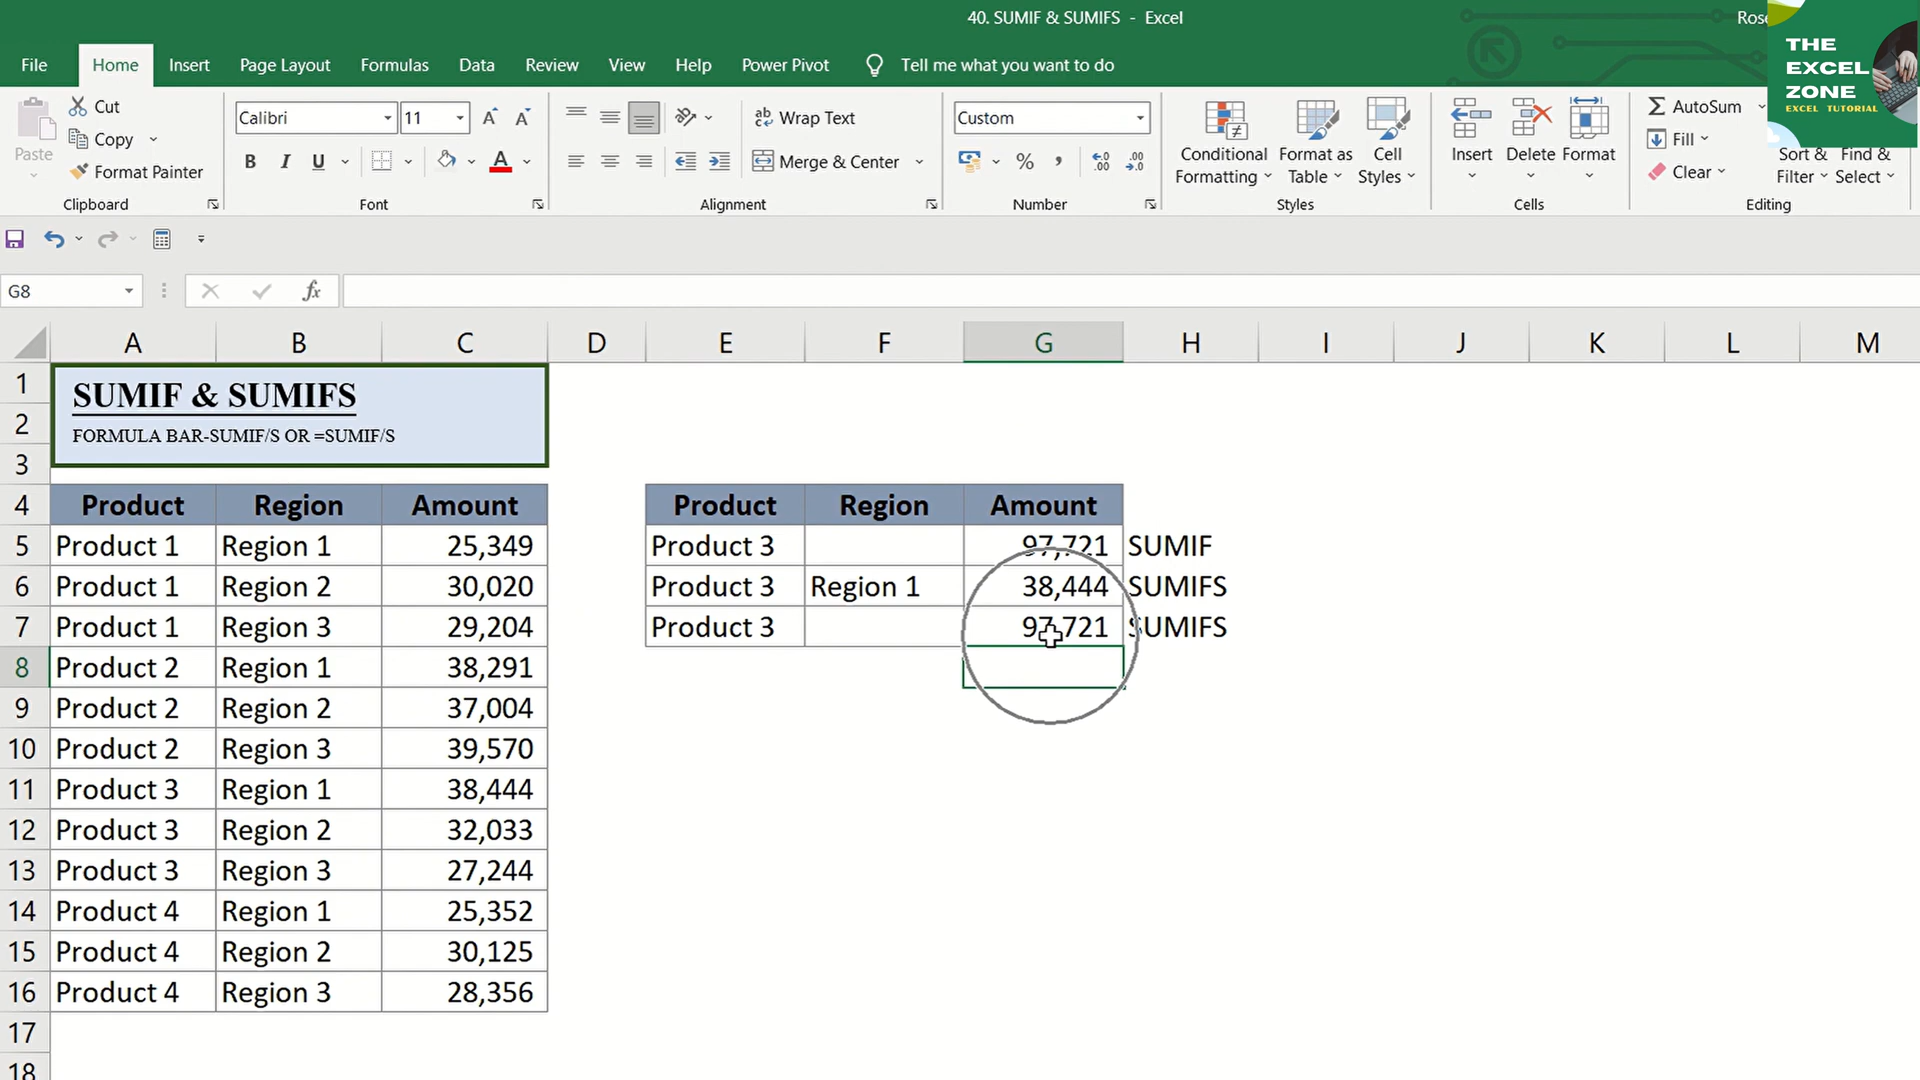 40. SUMIF & SUMIFS - Excel
THE
EXCEL
ZONE
EXCEL TUTORIAL
File Home Insert Page Layout Formulas Data Review View Help Power Pivot Tell me what you want to do
Paste
Cut
Copy
Format Painter
Clipboard
Calibri 11
B I U
Font
Wrap Text
Merge & Center
Alignment
Custom
Number
Conditional Formatting
Format as Table
Cell Styles
Styles
Insert Delete Format
Cells
AutoSum
Fill
Clear
Sort & Filter
Find & Select
Editing
G8
fx
A B C D E F G H I J K L M
1 SUMIF & SUMIFS
2 FORMULA BAR-SUMIF/S OR =SUMIF/S
3
4 Product Region Amount Product Region Amount
5 Product 1 Region 1 25,349 Product 3 97,721 SUMIF
6 Product 1 Region 2 30,020 Product 3 Region 1 38,444 SUMIFS
7 Product 1 Region 3 29,204 Product 3 97,721 SUMIFS
8 Product 2 Region 1 38,291
9 Product 2 Region 2 37,004
10 Product 2 Region 3 39,570
11 Product 3 Region 1 38,444
12 Product 3 Region 2 32,033
13 Product 3 Region 3 27,244
14 Product 4 Region 1 25,352
15 Product 4 Region 2 30,125
16 Product 4 Region 3 28,356
17
18